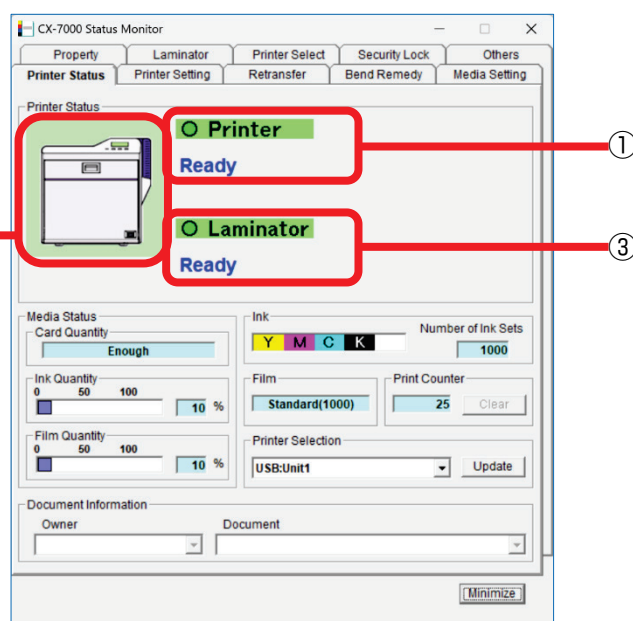 CX-7000 Status Monitor
Property Laminator Printer Select Security Lock Others
Printer Status Printer Setting Retransfer Bend Remedy Media Setting
Printer Status
Printer
Ready
①
Laminator
Ready
③
Media Status
Card Quantity
Enough
Ink
Y M C K
Number of Ink Sets
1000
Ink Quantity
0 50 100
10 %
Film
Standard(1000)
Print Counter
25 Clear
Film Quantity
0 50 100
10 %
Printer Selection
USB:Unit1 Update
Document Information
Owner Document
Minimize